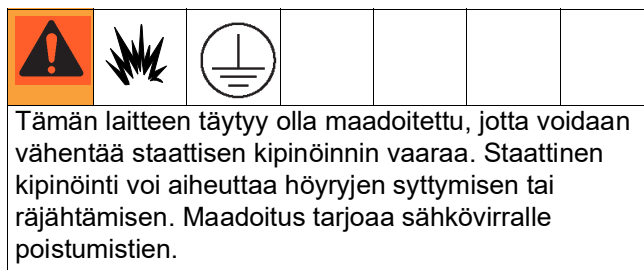 Tämän laitteen täytyy olla maadoitettu, jotta voidaan
vähentää staattisen kipinöinnin vaaraa. Staattinen
kipinöinti voi aiheuttaa höyryjen syttymisen tai
räjähtämisen. Maadoitus tarjoaa sähkövirralle
poistumistien.